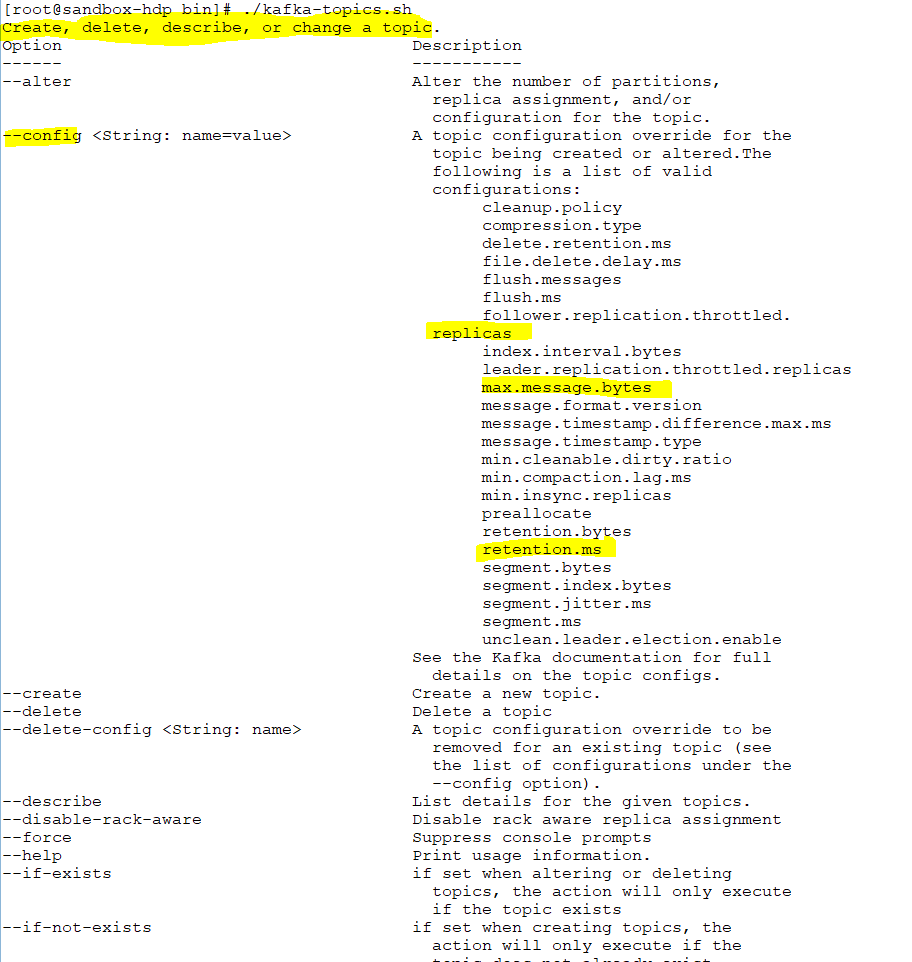 [root@sandbox-hdp bin]# ./kafka-topics.sh
Create, delete, describe, or change a topic.
Option Description
------ -----------
--alter Alter the number of partitions,
replica assignment, and/or
configuration for the topic.
--config <String: name=value> A topic configuration override for the
topic being created or altered.The
following is a list of valid
configurations:
cleanup.policy
compression.type
delete.retention.ms
file.delete.delay.ms
flush.messages
flush.ms
follower.replication.throttled.
replicas
index.interval.bytes
leader.replication.throttled.replicas
max.message.bytes
message.format.version
message.timestamp.difference.max.ms
message.timestamp.type
min.cleanable.dirty.ratio
min.compaction.lag.ms
min.insync.replicas
preallocate
retention.bytes
retention.ms
segment.bytes
segment.index.bytes
segment.jitter.ms
segment.ms
unclean.leader.election.enable
See the Kafka documentation for full
details on the topic configs.
--create Create a new topic.
--delete Delete a topic
--delete-config <String: name> A topic configuration override to be
removed for an existing topic (see
the list of configurations under the
--config option).
--describe List details for the given topics.
--disable-rack-aware Disable rack aware replica assignment
--force Suppress console prompts
--help Print usage information.
--if-exists if set when altering or deleting
topics, the action will only execute
if the topic exists
--if-not-exists if set when creating topics, the
action will only execute if the
topic does not already exist